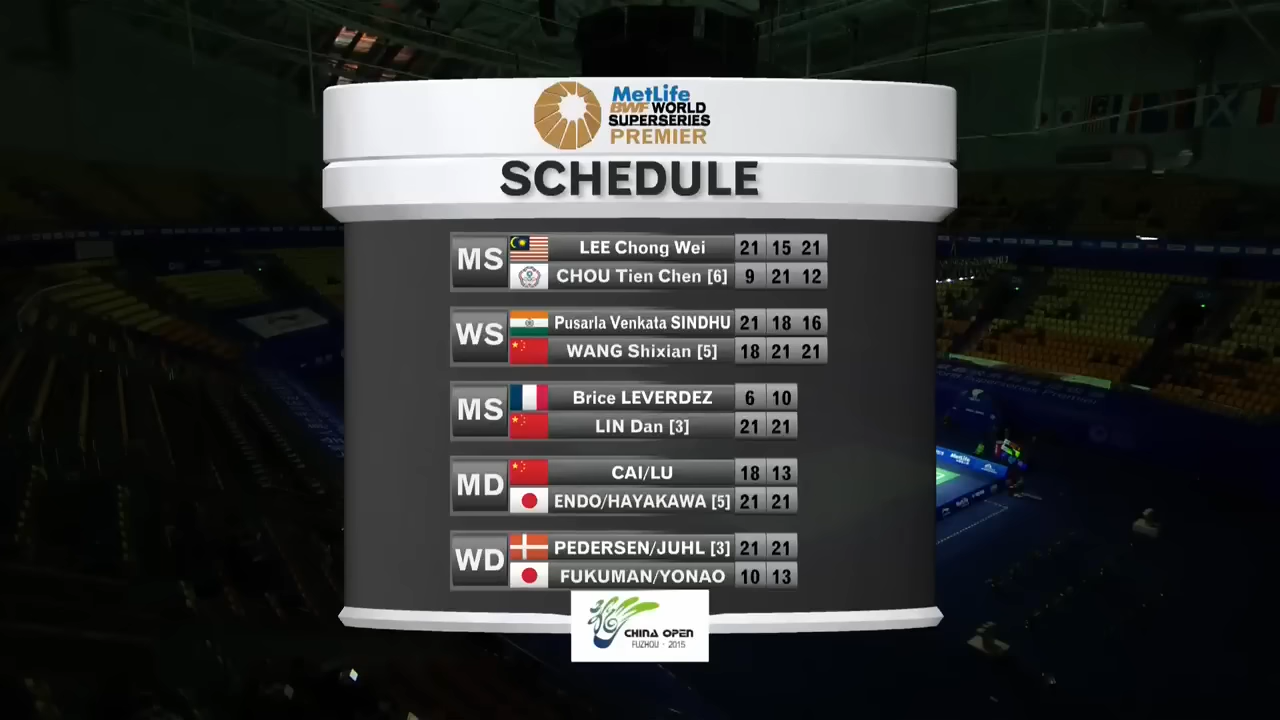 MetLife
BWF WORLD
SUPERSERIES
PREMIER
SCHEDULE
MS
LEE Chong Wei 21 15 21
CHOU Tien Chen [6] 9 21 12
WS
Pusarla Venkata SINDHU 21 18 16
WANG Shixian [5] 18 21 21
MS
Brice LEVERDEZ 6 10
LIN Dan [3] 21 21
MD
CAI/LU 18 13
ENDO/HAYAKAWA [5] 21 21
WD
PEDERSEN/JUHL [3] 21 21
FUKUMAN/YONAO 10 13
CHINA OPEN
FUZHOU · 2015